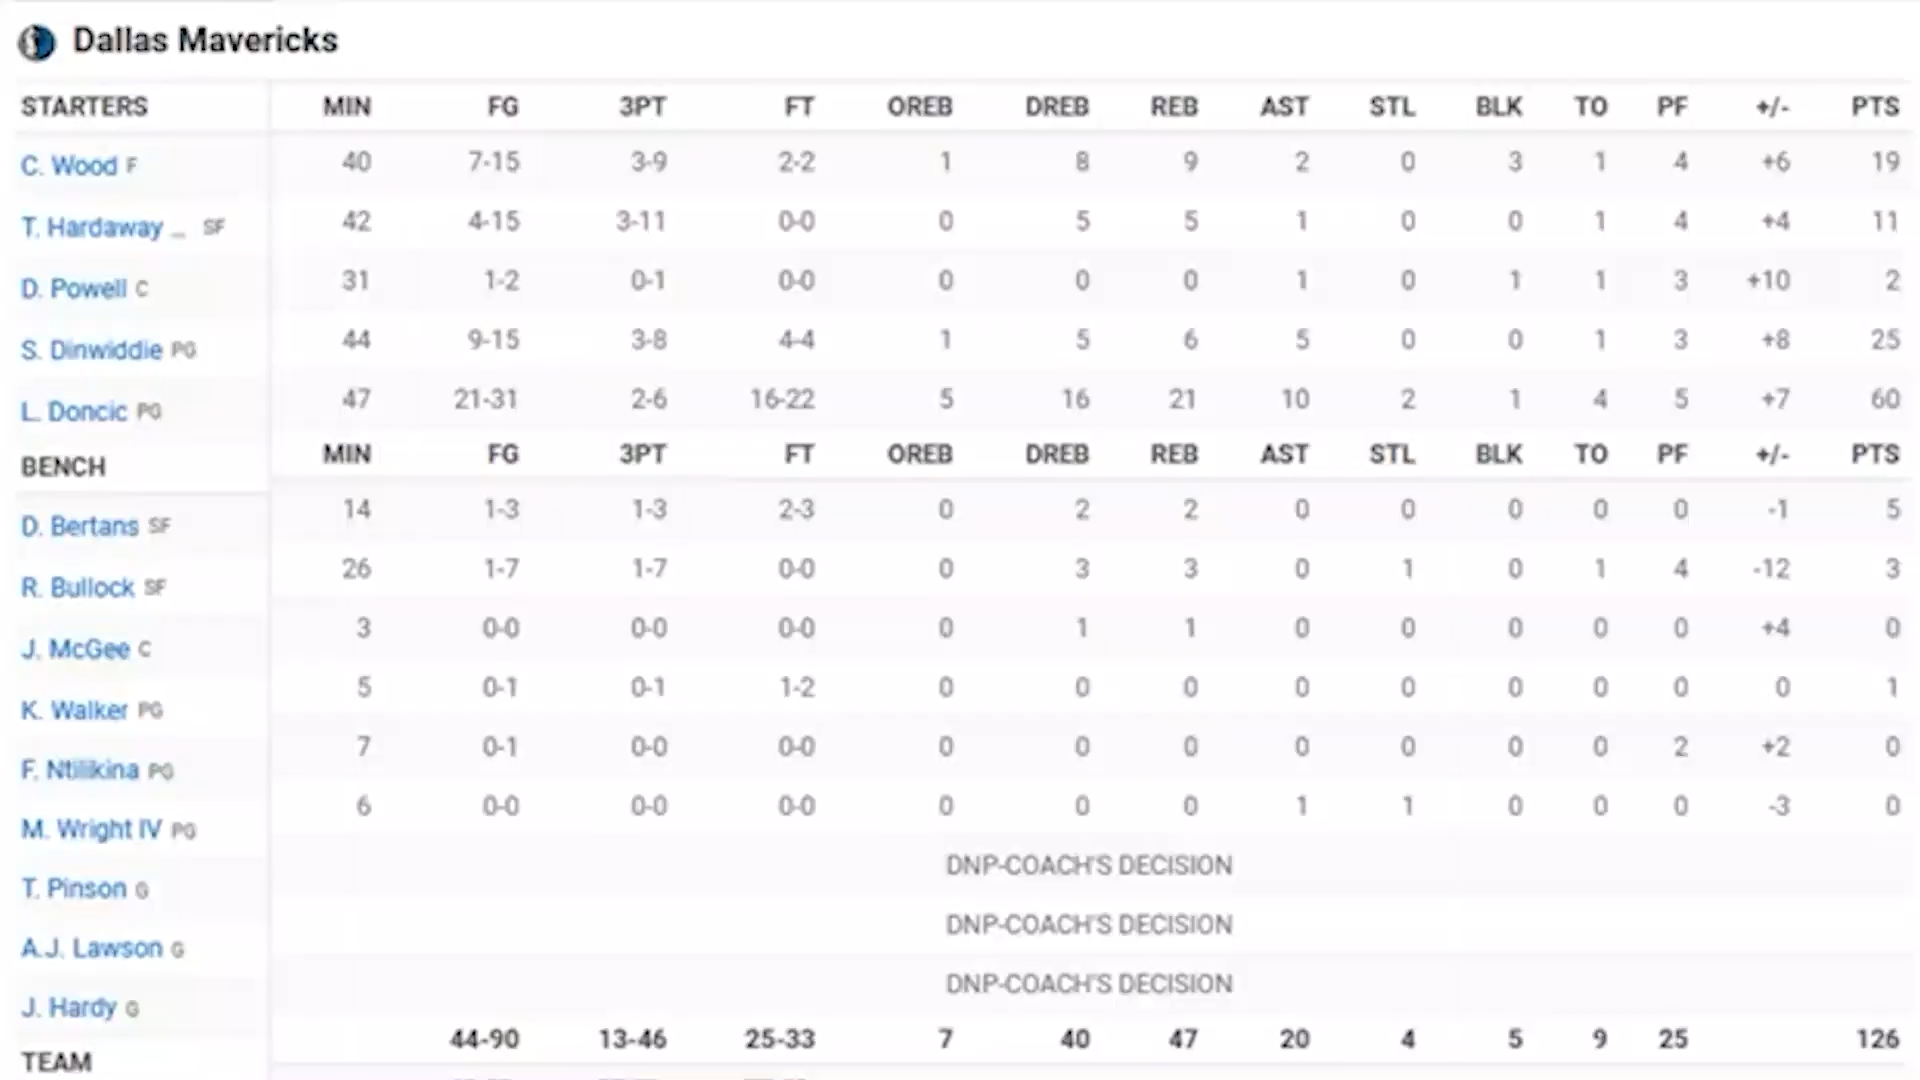 Dallas Mavericks
STARTERS MIN FG 3PT FT OREB DREB REB AST STL BLK TO PF +/- PTS
C. Wood F 40 7-15 3-9 2-2 1 8 9 2 0 3 1 4 +6 19
T. Hardaway ... SF 42 4-15 3-11 0-0 0 5 5 1 0 0 1 4 +4 11
D. Powell C 31 1-2 0-1 0-0 0 0 0 1 0 1 1 3 +10 2
S. Dinwiddie PG 44 9-15 3-8 4-4 1 5 6 5 0 0 1 3 +8 25
L. Doncic PG 47 21-31 2-6 16-22 5 16 21 10 2 1 4 5 +7 60
BENCH MIN FG 3PT FT OREB DREB REB AST STL BLK TO PF +/- PTS
D. Bertans SF 14 1-3 1-3 2-3 0 2 2 0 0 0 0 0 -1 5
R. Bullock SF 26 1-7 1-7 0-0 0 3 3 0 1 0 1 4 -12 3
J. McGee C 3 0-0 0-0 0-0 0 1 1 0 0 0 0 0 +4 0
K. Walker PG 5 0-1 0-1 1-2 0 0 0 0 0 0 0 0 0 1
F. Ntilikina PG 7 0-1 0-0 0-0 0 0 0 0 0 0 0 2 +2 0
M. Wright IV PG 6 0-0 0-0 0-0 0 0 0 1 1 0 0 0 -3 0
T. Pinson G DNP-COACH'S DECISION
A.J. Lawson G DNP-COACH'S DECISION
J. Hardy G DNP-COACH'S DECISION
TEAM 44-90 13-46 25-33 7 40 47 20 4 5 9 25 126